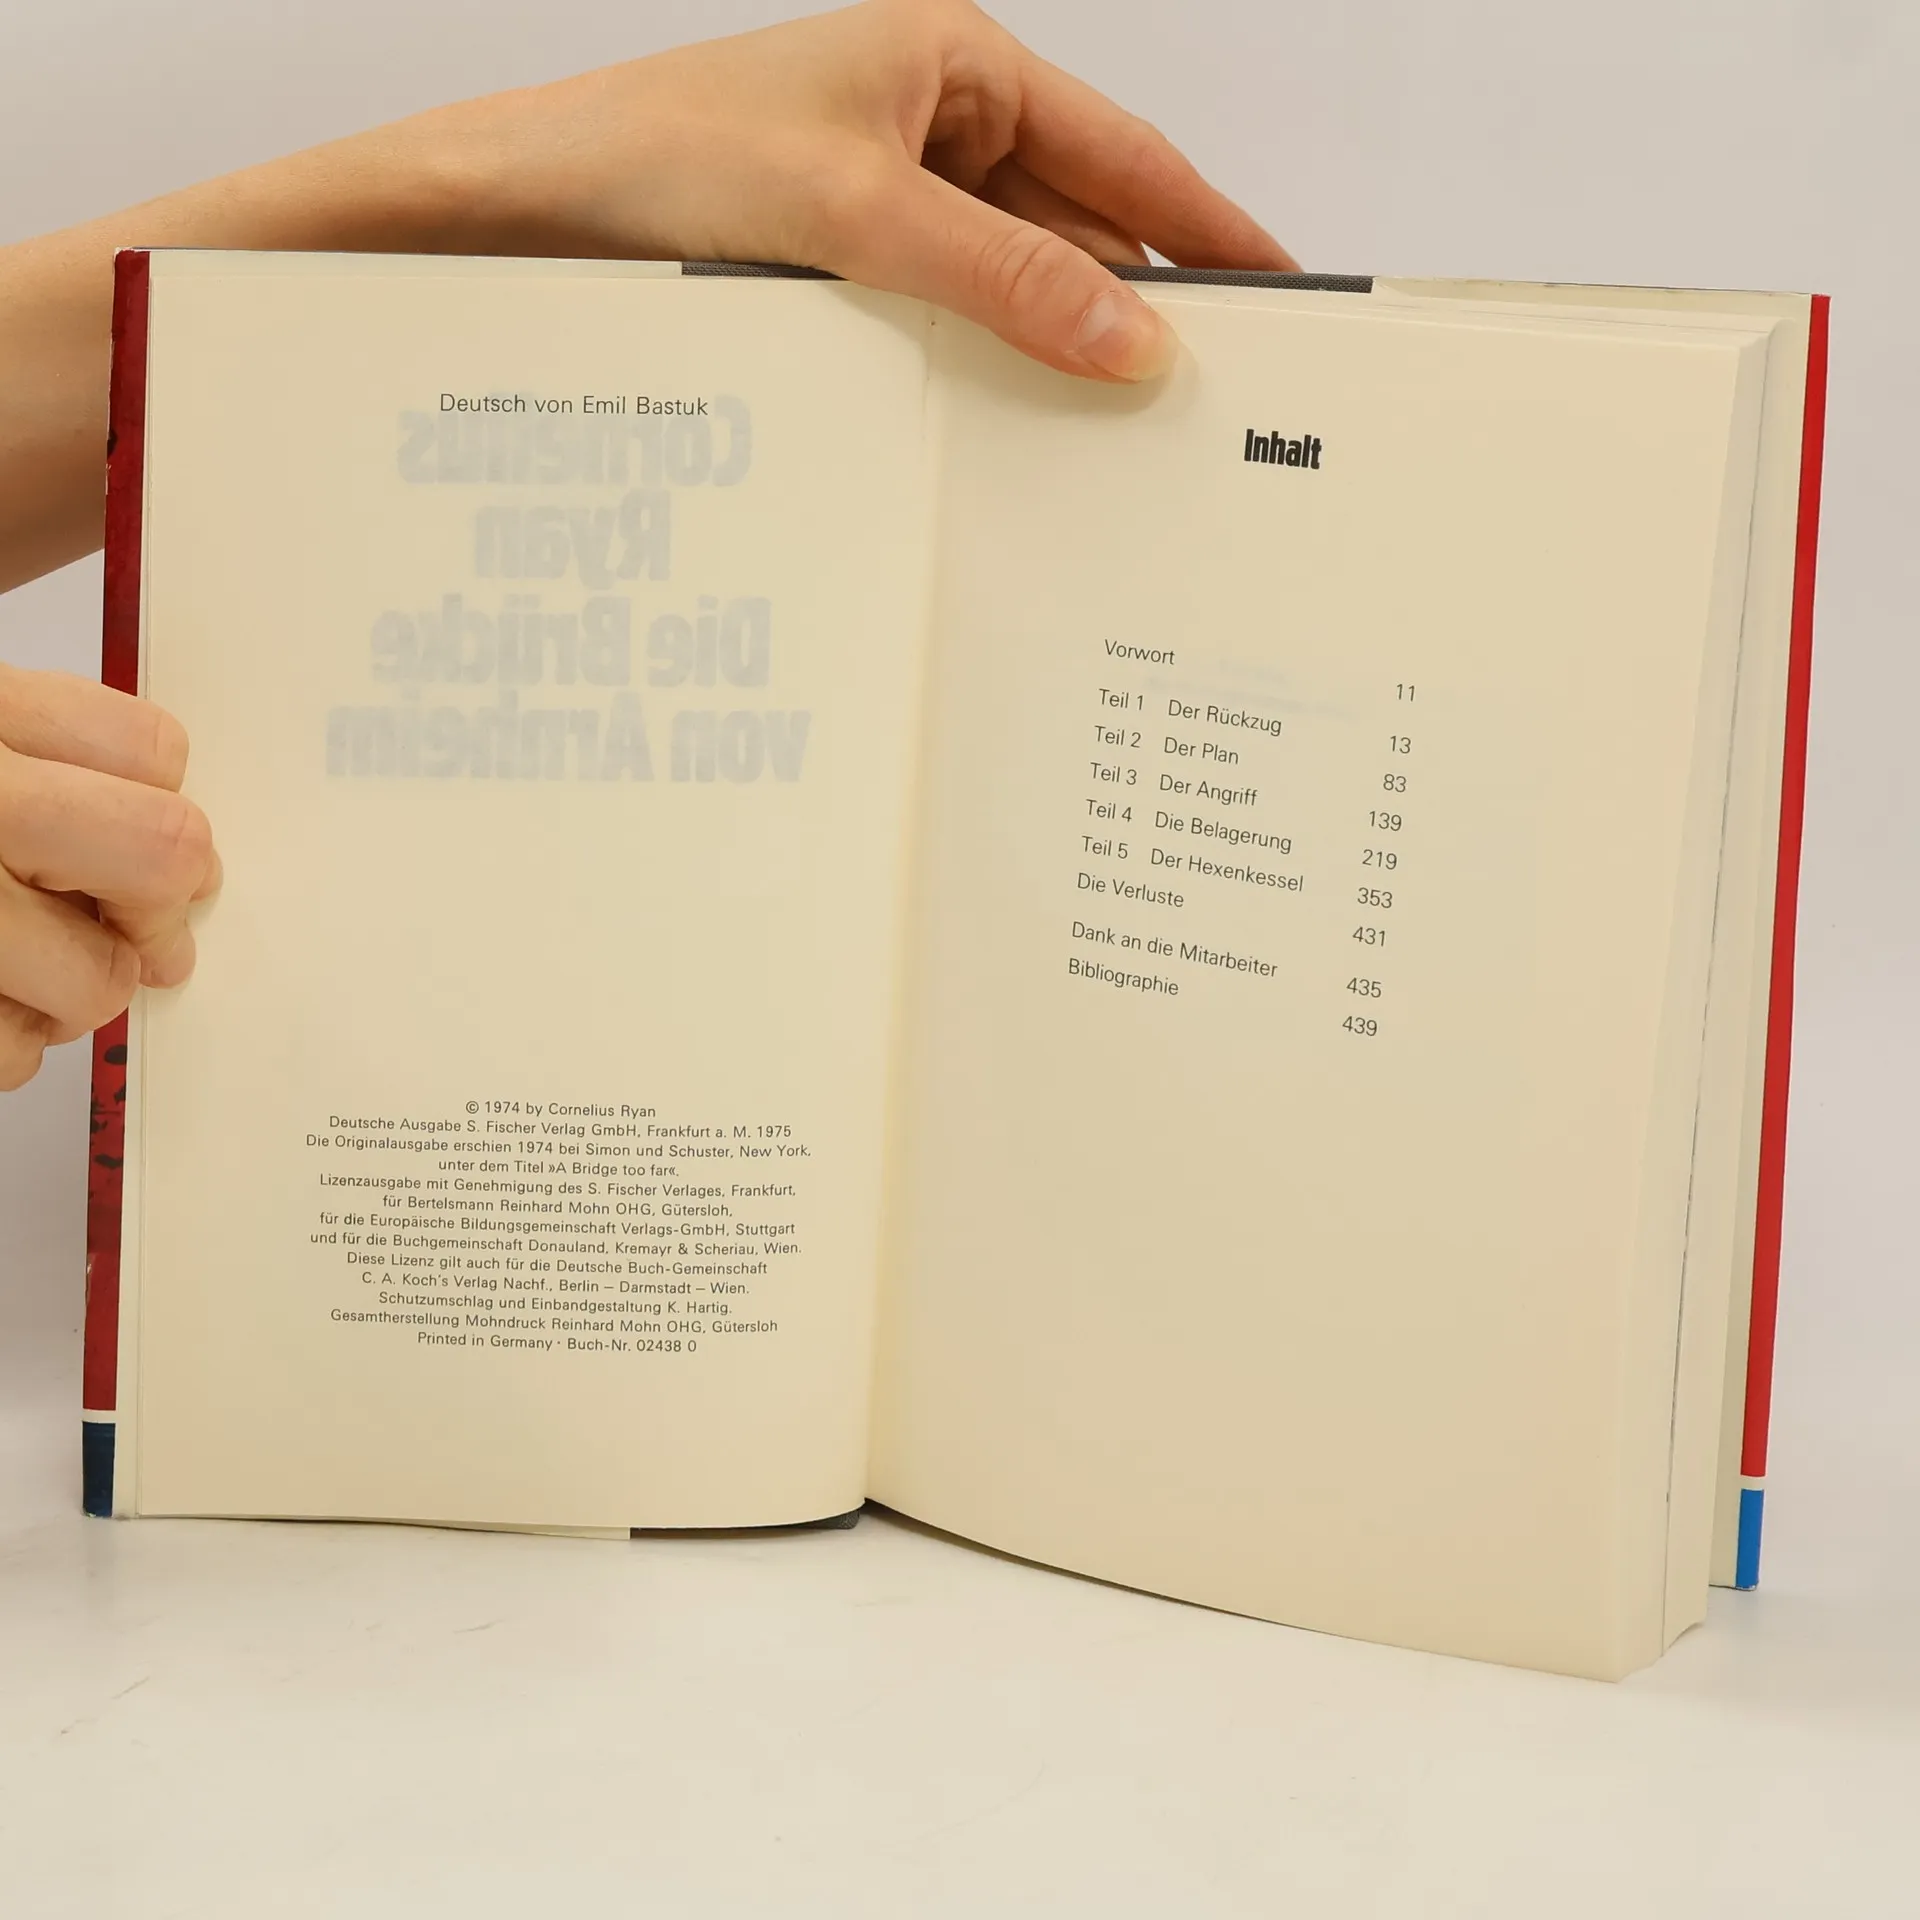 Deutsch von Emil Bastuk
Cornelius
Ryan
Die Brücke
von Arnheim
© 1974 by Cornelius Ryan
Deutsche Ausgabe S. Fischer Verlag GmbH, Frankfurt a. M. 1975
Die Originalausgabe erschien 1974 bei Simon und Schuster, New York,
unter dem Titel »A Bridge too far«.
Lizenzausgabe mit Genehmigung des S. Fischer Verlages, Frankfurt,
für Bertelsmann Reinhard Mohn OHG, Gütersloh,
für die Europäische Bildungsgemeinschaft Verlags-GmbH, Stuttgart
und für die Buchgemeinschaft Donauland, Kremayr & Scheriau, Wien.
Diese Lizenz gilt auch für die Deutsche Buch-Gemeinschaft
C. A. Koch's Verlag Nachf., Berlin – Darmstadt – Wien.
Schutzumschlag und Einbandgestaltung K. Hartig.
Gesamtherstellung Mohndruck Reinhard Mohn OHG, Gütersloh
Printed in Germany · Buch-Nr. 02438 0
Inhalt
Vorwort 11
Teil 1 Der Rückzug 13
Teil 2 Der Plan 83
Teil 3 Der Angriff 139
Teil 4 Die Belagerung 219
Teil 5 Der Hexenkessel 353
Die Verluste 431
Dank an die Mitarbeiter 435
Bibliographie 439